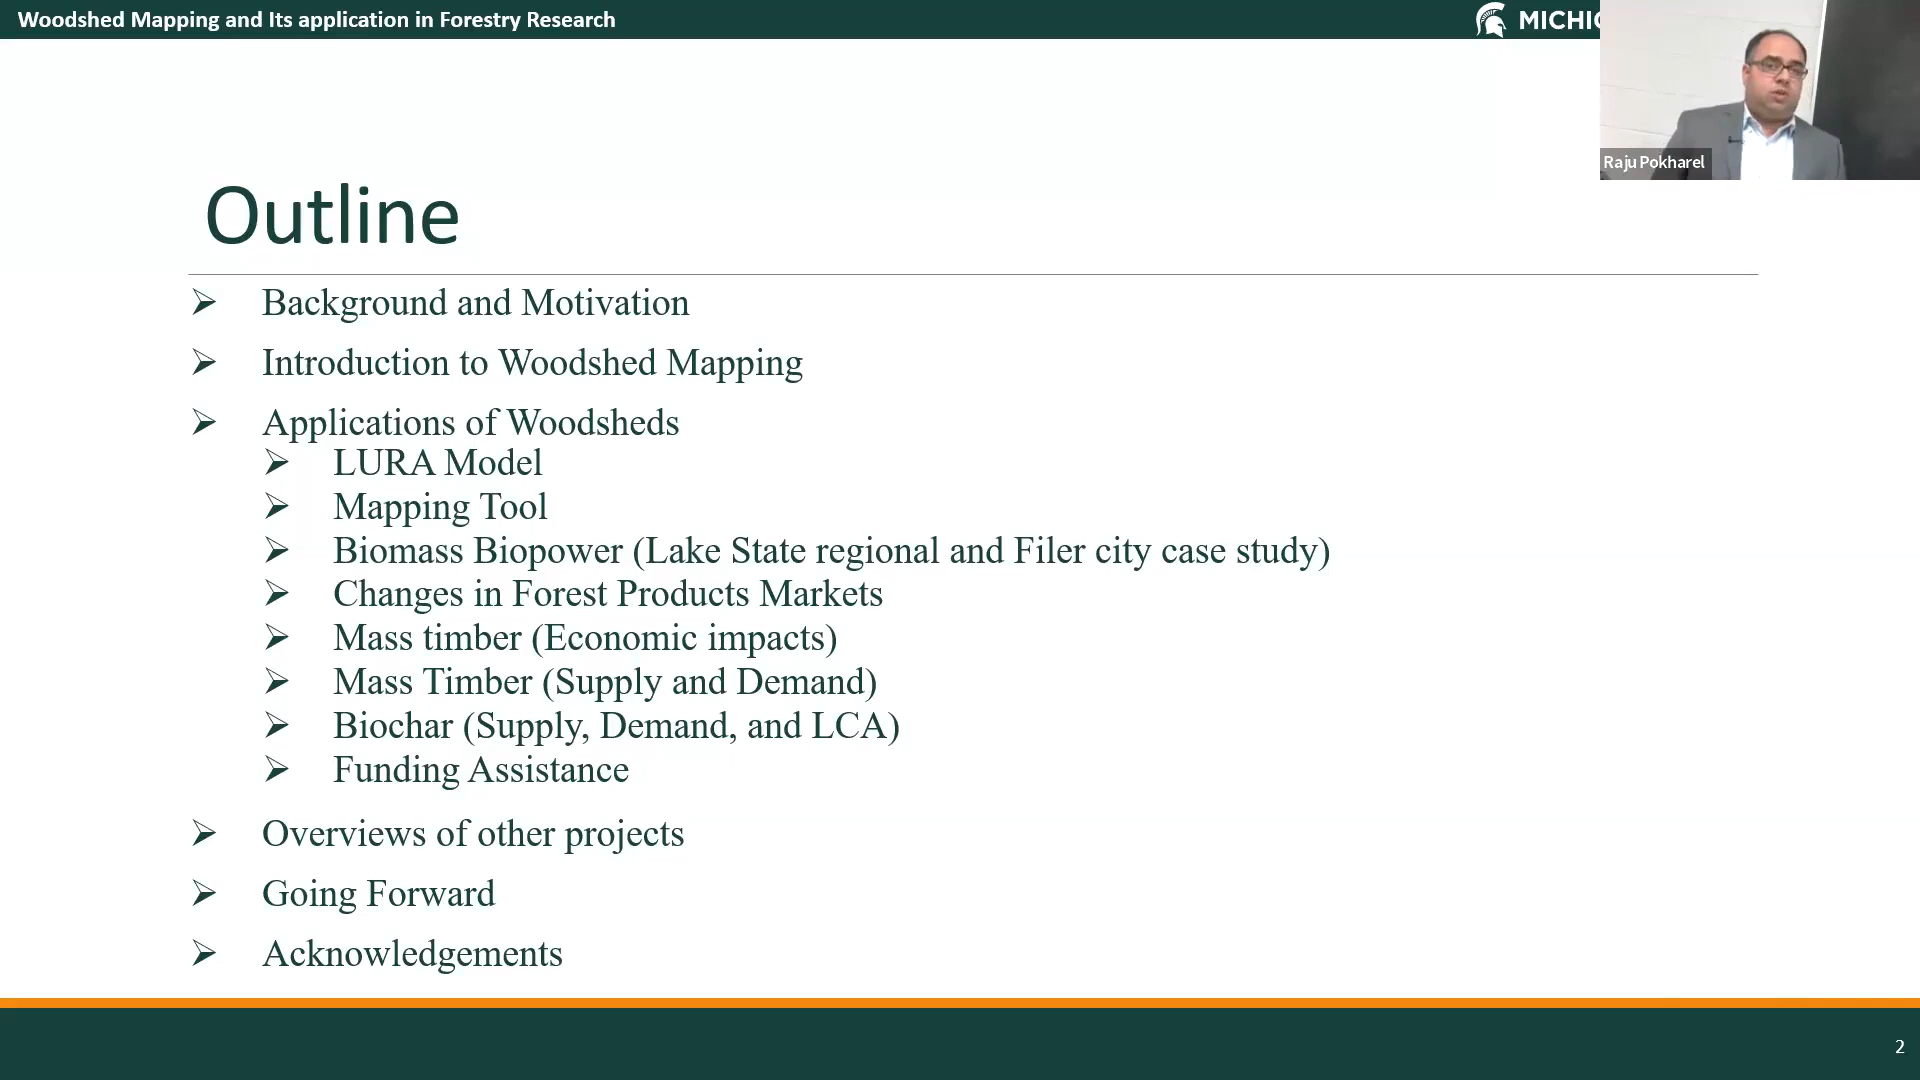 Woodshed Mapping and Its application in Forestry Research
Raju Pokharel
Outline
Background and Motivation
Introduction to Woodshed Mapping
Applications of Woodsheds
LURA Model
Mapping Tool
Biomass Biopower (Lake State regional and Filer city case study)
Changes in Forest Products Markets
Mass timber (Economic impacts)
Mass Timber (Supply and Demand)
Biochar (Supply, Demand, and LCA)
Funding Assistance
Overviews of other projects
Going Forward
Acknowledgements
2